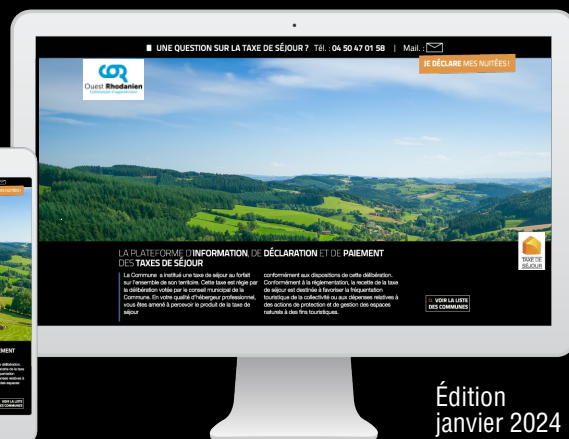 UNE QUESTION SUR LA TAXE DE SÉJOUR ? Tél. : 04 50 47 01 58 | Mail. :
JE DÉCLARE MES NUITÉES !
COR
Ouest Rhodanien
LA PLATEFORME D'INFORMATION, DE DÉCLARATION ET DE PAIEMENT
DES TAXES DE SÉJOUR
La Commune a institué une taxe de séjour au forfait
sur l'ensemble de son territoire. Cette taxe est régie par
la délibération votée par le conseil municipal de la
Commune. En votre qualité d'hébergeur professionnel,
vous êtes amené à percevoir le produit de la taxe de
séjour
conformément aux dispositions de cette délibération.
Conformément à la réglementation, la recette de la taxe
de séjour est destinée à favoriser la fréquentation
touristique de la collectivité ou aux dépenses relatives à
des actions de protection et de gestion des espaces
naturels à des fins touristiques.
TAXE DE
SÉJOUR
VOIR LA LISTE
DES COMMUNES
Édition
janvier 2024